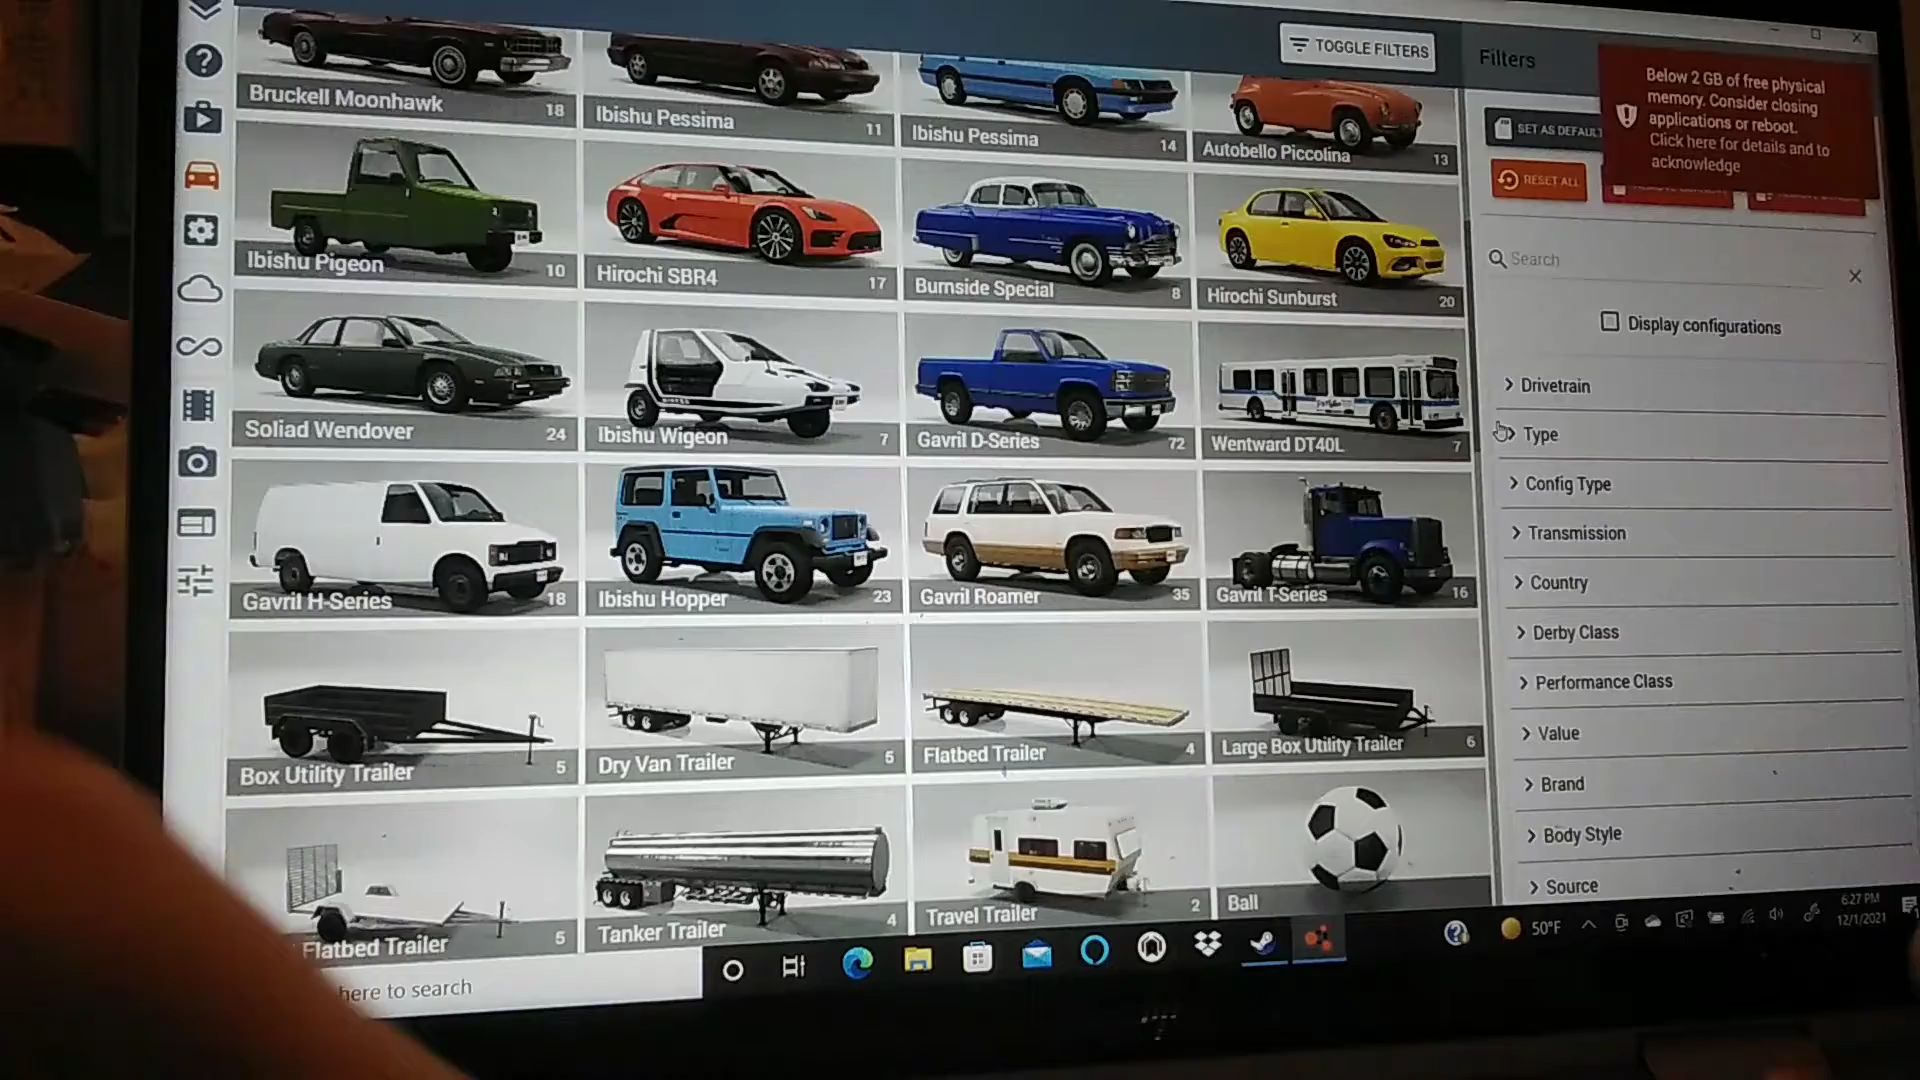 TOGGLE FILTERS
Filters
Below 2 GB of free physical
memory. Consider closing
applications or reboot.
Click here for details and to
acknowledge
SET AS DEFAULT
RESET ALL
Search
Display configurations
Drivetrain
Type
Config Type
Transmission
Country
Derby Class
Performance Class
Value
Brand
Body Style
Source
Bruckell Moonhawk 18
Ibishu Pessima 11
Ibishu Pessima 14
Autobello Piccolina 13
Ibishu Pigeon 10
Hirochi SBR4 17
Burnside Special 8
Hirochi Sunburst 20
Soliad Wendover 24
Ibishu Wigeon 7
Gavril D-Series 72
Wentward DT40L 7
Gavril H-Series 18
Ibishu Hopper 23
Gavril Roamer 35
Gavril T-Series 16
Box Utility Trailer 5
Dry Van Trailer 5
Flatbed Trailer 4
Large Box Utility Trailer 6
Flatbed Trailer 5
Tanker Trailer 4
Travel Trailer 2
Ball
here to search
50°F
6:27 PM
12/1/2021
hp